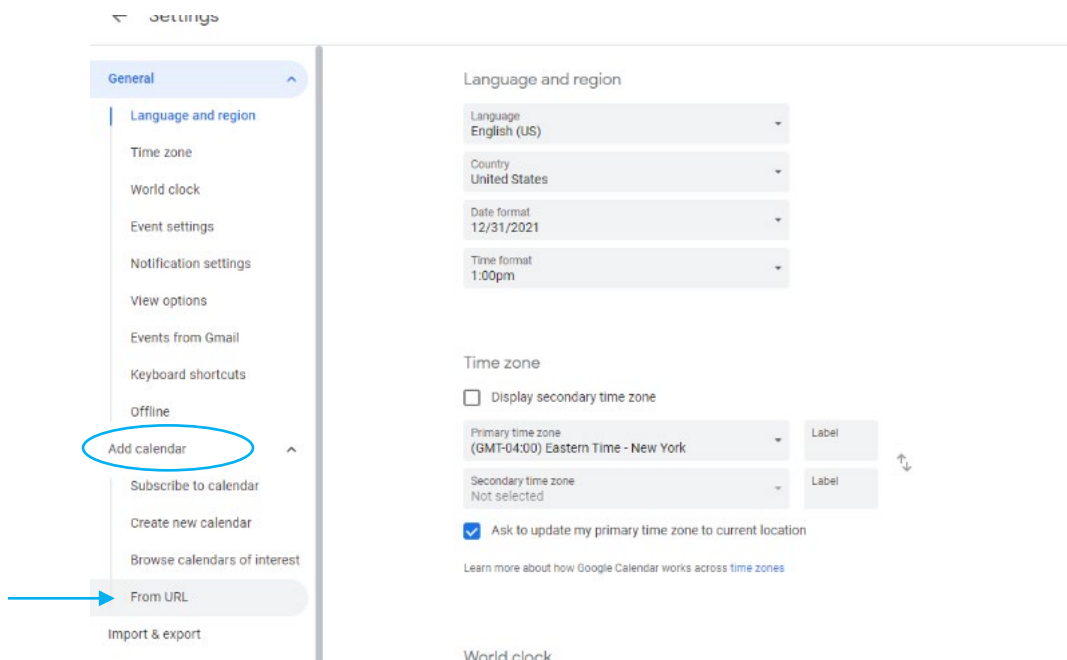 Settings
General
Language and region
Time zone
World clock
Event settings
Notification settings
View options
Events from Gmail
Keyboard shortcuts
Offline
Add calendar
Subscribe to calendar
Create new calendar
Browse calendars of interest
From URL
Import & export
Language and region
Language
English (US)
Country
United States
Date format
12/31/2021
Time format
1:00pm
Time zone
Display secondary time zone
Primary time zone
(GMT-04:00) Eastern Time - New York
Label
Secondary time zone
Not selected
Label
Ask to update my primary time zone to current location
Learn more about how Google Calendar works across time zones
World clock